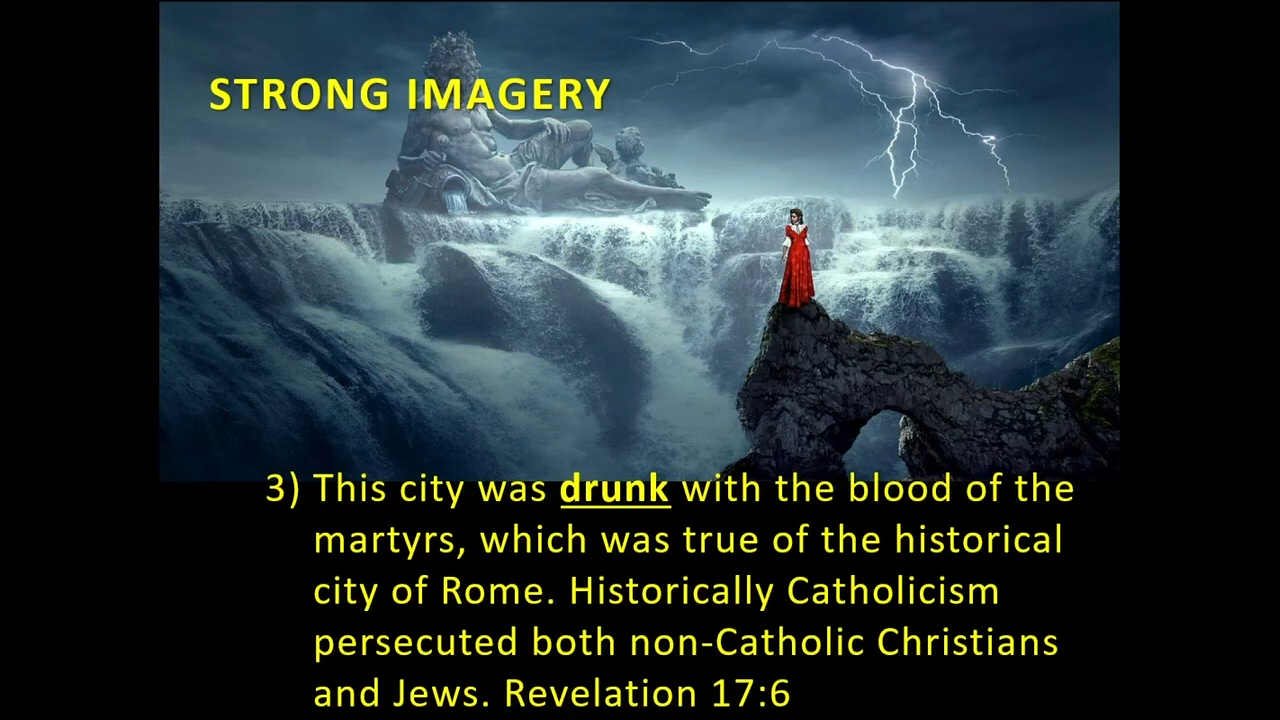 STRONG IMAGERY
3) This city was drunk with the blood of the
martyrs, which was true of the historical
city of Rome. Historically Catholicism
persecuted both non-Catholic Christians
and Jews. Revelation 17:6